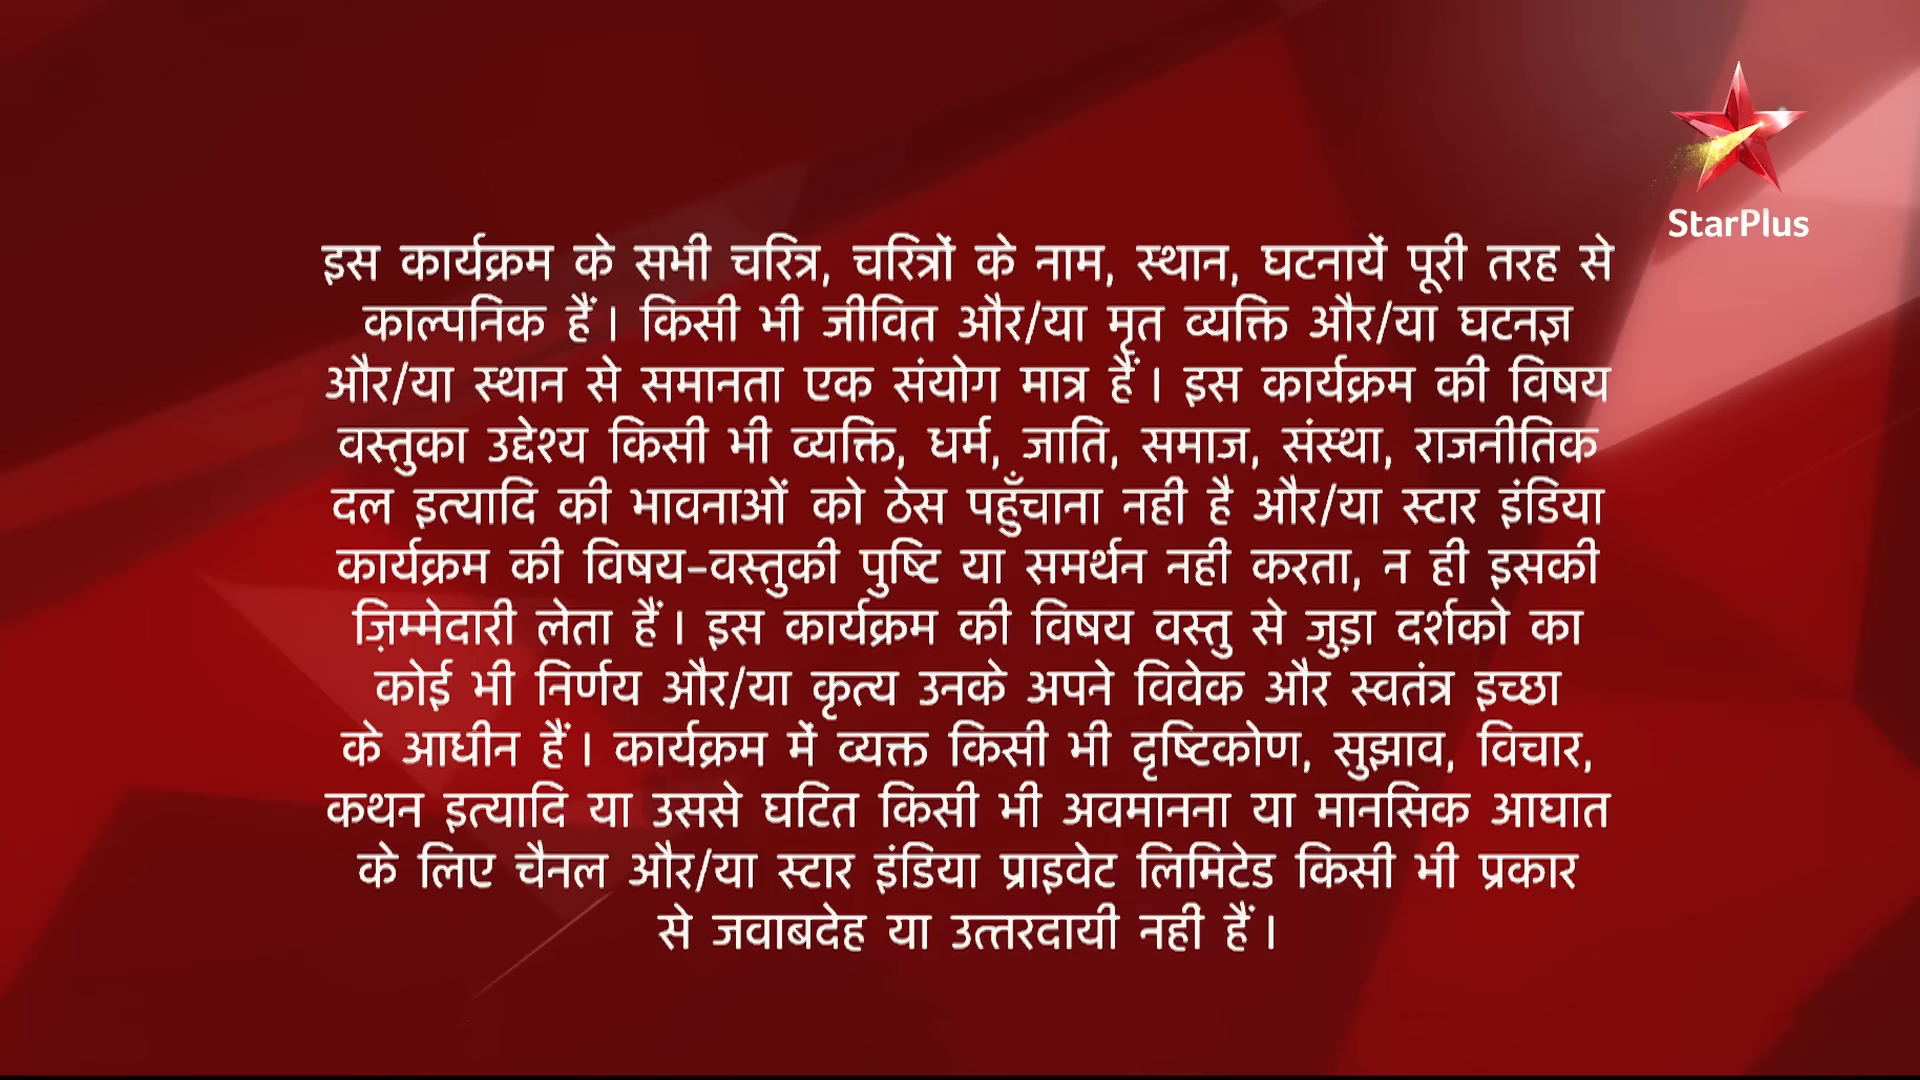 StarPlus
इस कार्यक्रम के सभी चरित्र, चरित्रों के नाम, स्थान, घटनायें पूरी तरह से
काल्पनिक हैं। किसी भी जीवित और/या मृत व्यक्ति और/या घटनज्ञ
और/या स्थान से समानता एक संयोग मात्र हैं। इस कार्यक्रम की विषय
वस्तुका उद्देश्य किसी भी व्यक्ति, धर्म, जाति, समाज, संस्था, राजनीतिक
दल इत्यादि की भावनाओं को ठेस पहुँचाना नही है और/या स्टार इंडिया
कार्यक्रम की विषय-वस्तुकी पुष्टि या समर्थन नही करता, न ही इसकी
ज़िम्मेदारी लेता हैं। इस कार्यक्रम की विषय वस्तु से जुड़ा दर्शको का
कोई भी निर्णय और/या कृत्य उनके अपने विवेक और स्वतंत्र इच्छा
के आधीन हैं। कार्यक्रम में व्यक्त किसी भी दृष्टिकोण, सुझाव, विचार,
कथन इत्यादि या उससे घटित किसी भी अवमानना या मानसिक आघात
के लिए चैनल और/या स्टार इंडिया प्राइवेट लिमिटेड किसी भी प्रकार
से जवाबदेह या उत्तरदायी नही हैं।